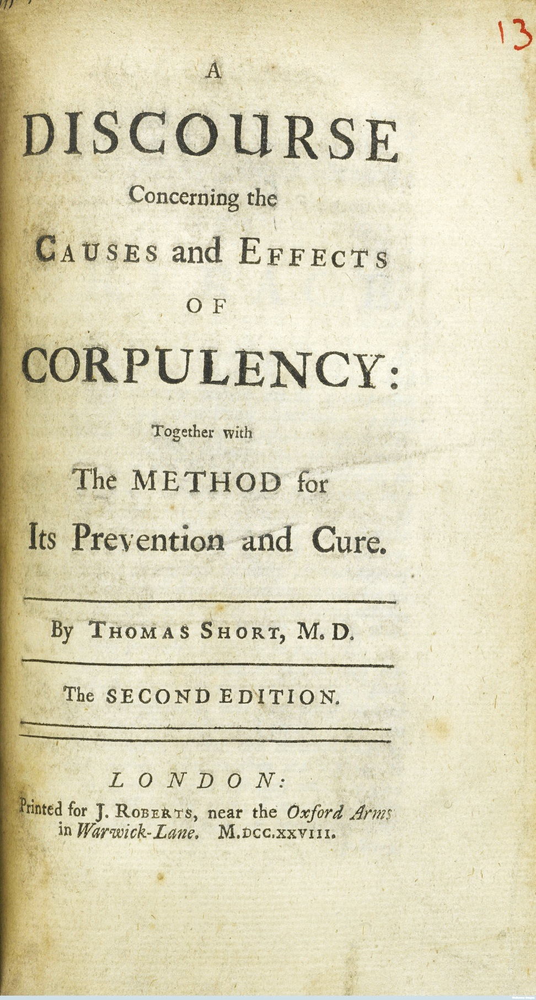 13
A
DISCOURSE
Concerning the
CAUSES and EFFECTS
OF
CORPULENCY:
Together with
The METHOD for
Its Prevention and Cure.
By THOMAS SHORT, M. D.
The SECOND EDITION.
LONDON:
Printed for J. ROBERTS, near the Oxford Arms
in Warwick-Lane. M.DCC.XXVIII.